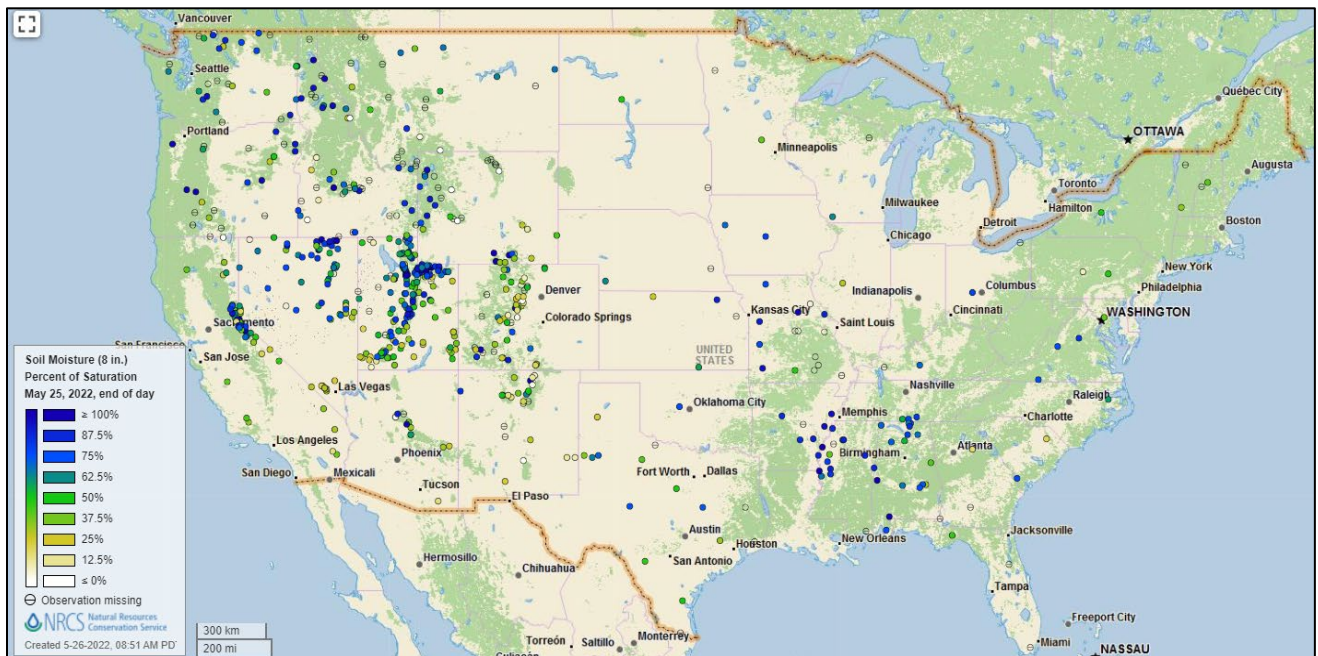 Vancouver
Seattle
Portland
Québec City
OTTAWA
Augusta
Minneapolis
Toronto
Hamilton
Milwaukee
Detroit
Boston
Chicago
New York
Philadelphia
Indianapolis
Columbus
Cincinnati
WASHINGTON
Denver
Colorado Springs
Kansas City
Saint Louis
Sacramento
San Francisco
San Jose
UNITED
STATES
Las Vegas
Nashville
Raleigh
Charlotte
Oklahoma City
Memphis
Los Angeles
Phoenix
Birmingham
Atlanta
San Diego
Mexicali
Fort Worth
Dallas
Tucson
El Paso
Austin
Houston
San Antonio
New Orleans
Jacksonville
Hermosillo
Chihuahua
Tampa
Freeport City
Torreón
Saltillo
Monterrey
Miami
NASSAU
Soil Moisture (8 in.)
Percent of Saturation
May 25, 2022, end of day
≥ 100%
87.5%
75%
62.5%
50%
37.5%
25%
12.5%
≤ 0%
Observation missing
NRCS Natural Resources
Conservation Service
Created 5-26-2022, 08:51 AM PD
300 km
200 mi